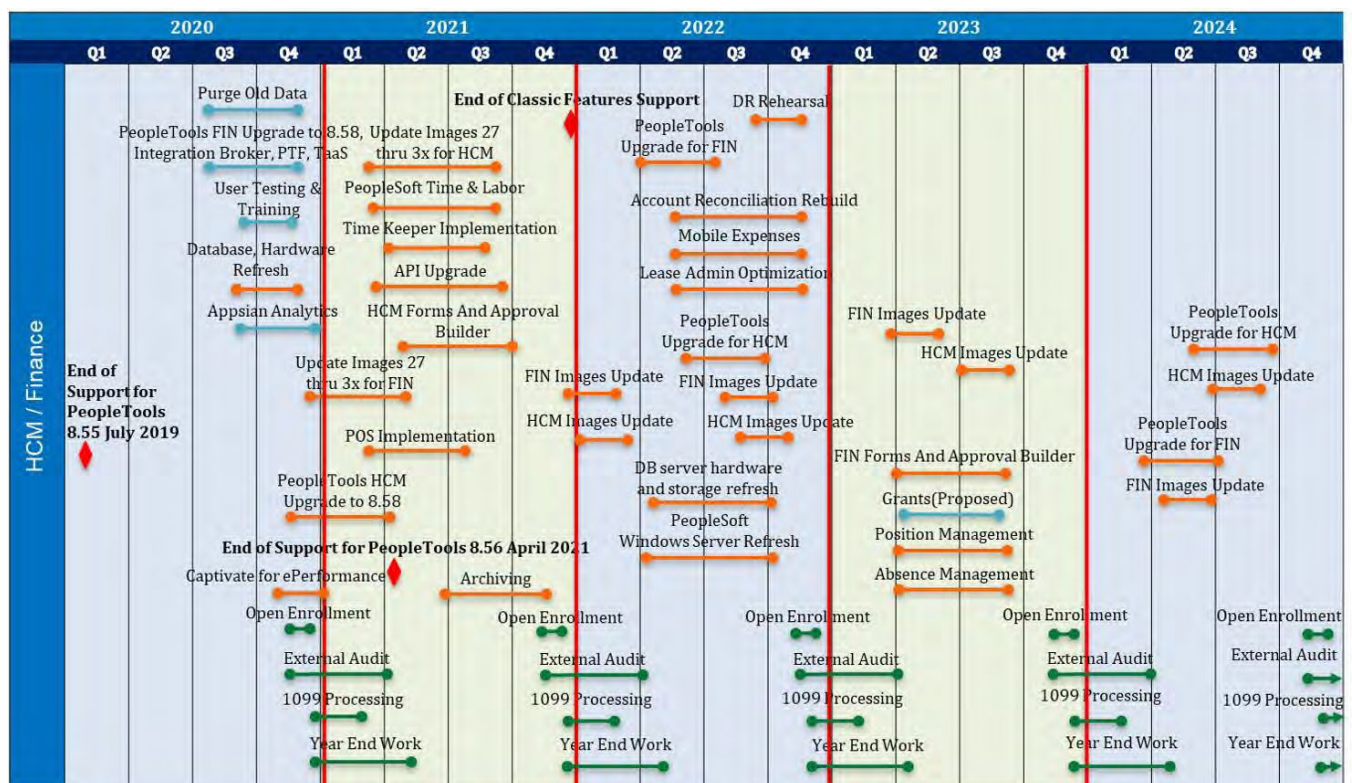 2020 2021 2022 2023 2024
Q1 Q2 Q3 Q4 Q1 Q2 Q3 Q4 Q1 Q2 Q3 Q4 Q1 Q2 Q3 Q4 Q1 Q2 Q3 Q4
HCM / Finance
End of
Support for
PeopleTools
8.55 July 2019
Purge Old Data
PeopleTools FIN Upgrade to 8.58,
Integration Broker, PTF, TaaS
User Testing &
Training
Database, Hardware
Refresh
Appsian Analytics
Update Images 27
thru 3x for FIN
PeopleTools HCM
Upgrade to 8.58
End of Support for PeopleTools 8.56 April 2021
Captivate for ePerformance
Open Enrollment
External Audit
1099 Processing
Year End Work
End of Classic Features Support
Update Images 27
thru 3x for HCM
PeopleSoft Time & Labor
Time Keeper Implementation
API Upgrade
HCM Forms And Approval
Builder
POS Implementation
Archiving
FIN Images Update
HCM Images Update
Open Enrollment
External Audit
1099 Processing
Year End Work
DR Rehearsal
PeopleTools
Upgrade for FIN
Account Reconciliation Rebuild
Mobile Expenses
Lease Admin Optimization
PeopleTools
Upgrade for HCM
FIN Images Update
HCM Images Update
DB server hardware
and storage refresh
PeopleSoft
Windows Server Refresh
Open Enrollment
External Audit
1099 Processing
Year End Work
FIN Images Update
HCM Images Update
FIN Forms And Approval Builder
Grants(Proposed)
Position Management
Absence Management
Open Enrollment
External Audit
1099 Processing
Year End Work
PeopleTools
Upgrade for HCM
HCM Images Update
PeopleTools
Upgrade for FIN
FIN Images Update
Open Enrollment
External Audit
1099 Processing
Year End Work